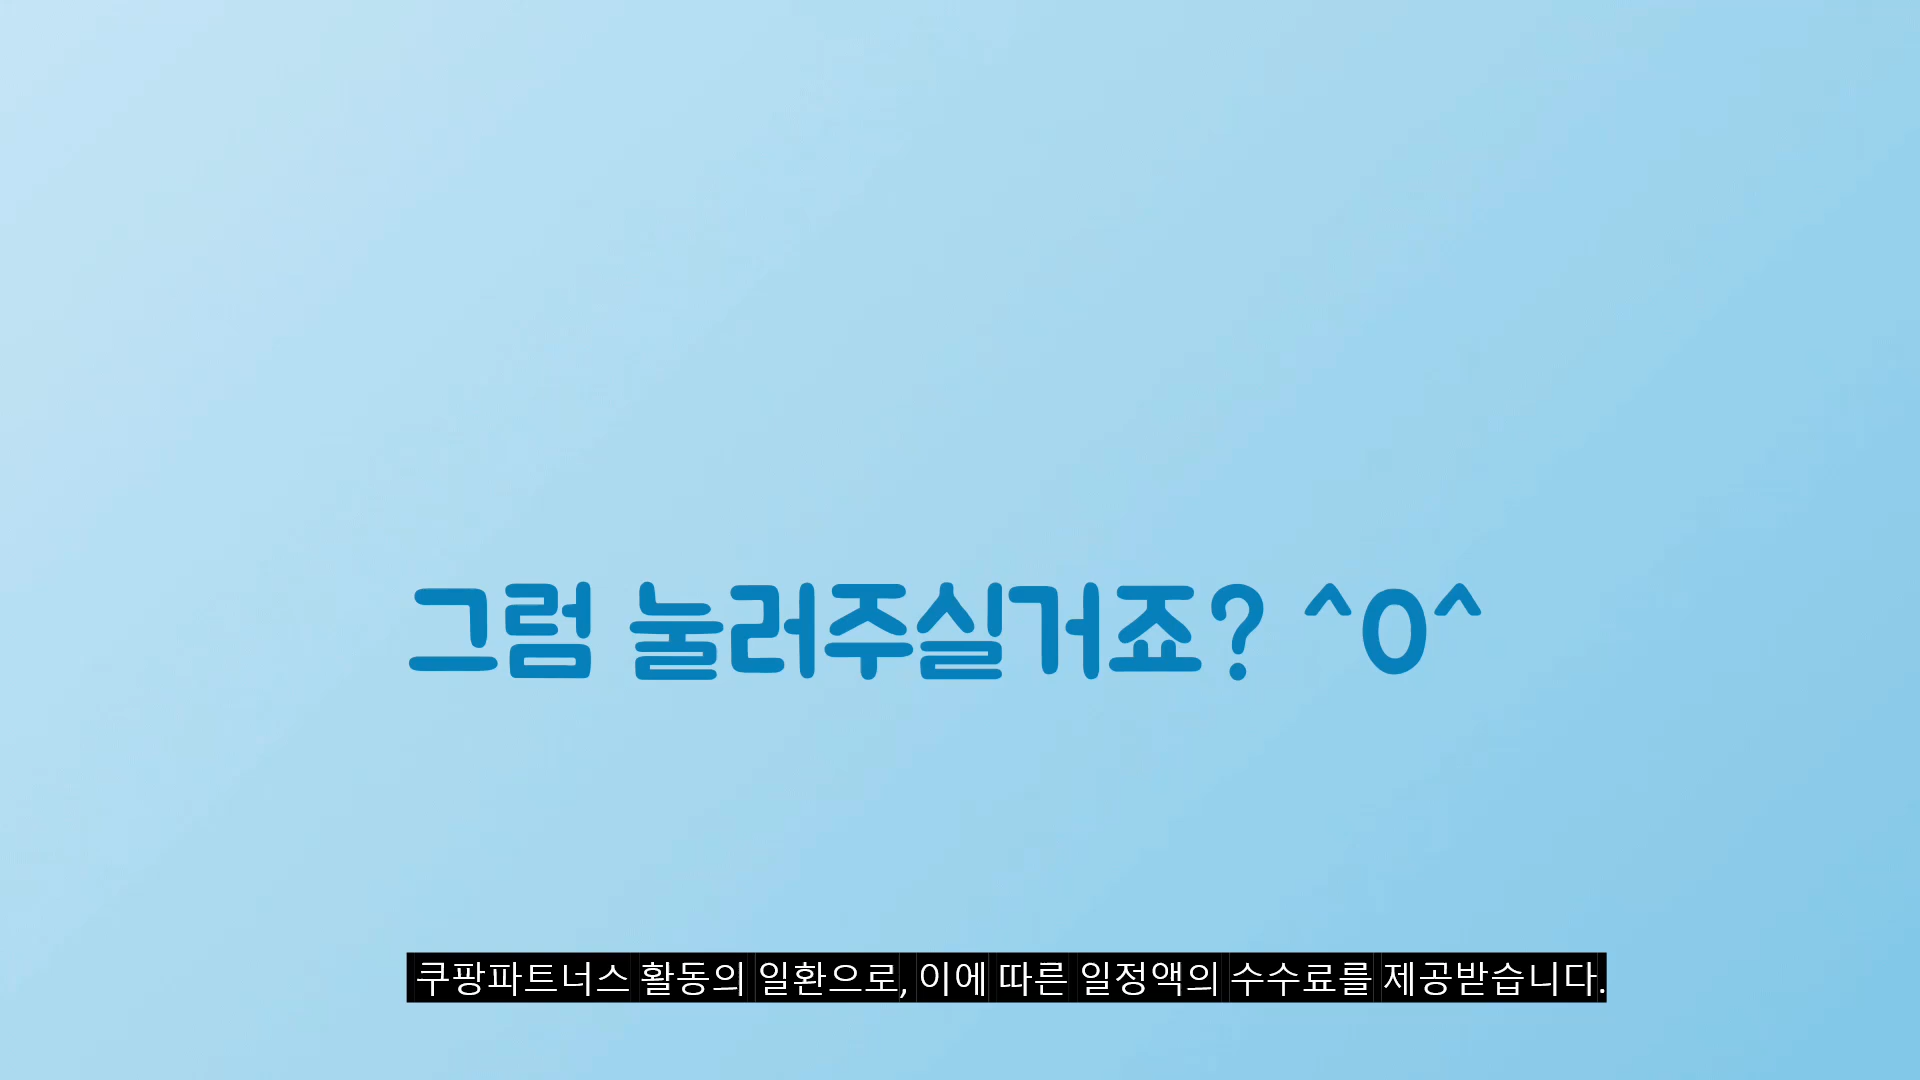 그럼 눌러주실거죠? ^0^
쿠팡파트너스 활동의 일환으로, 이에 따른 일정액의 수수료를 제공받습니다.